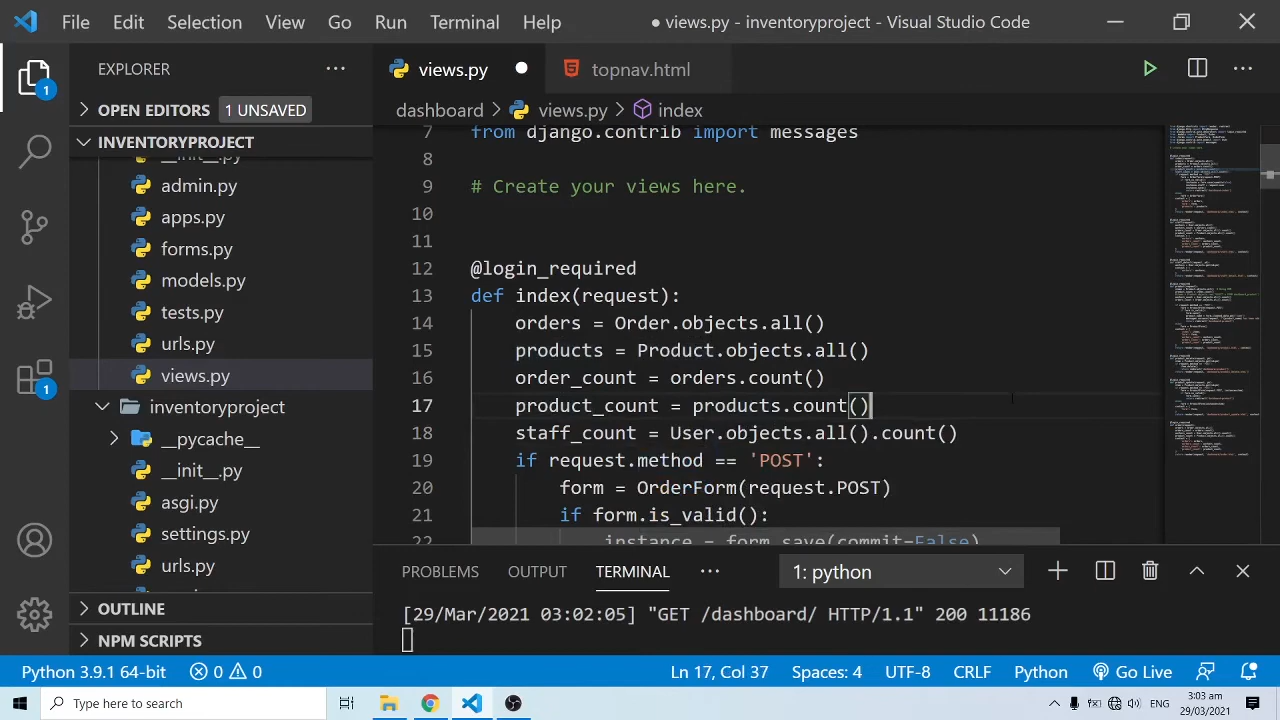 File Edit Selection View Go Run Terminal Help ● views.py - inventoryproject - Visual Studio Code
EXPLORER ···
1
OPEN EDITORS 1 UNSAVED
INVENTORYPROJECT
__init__.py
admin.py
apps.py
forms.py
models.py
tests.py
urls.py
views.py
inventoryproject
__pycache__
__init__.py
asgi.py
settings.py
urls.py
OUTLINE
NPM SCRIPTS
1
views.py ● topnav.html
dashboard > views.py > index
7 from django.contrib import messages
8
9 # Create your views here.
10
11
12 @login_required
13 def index(request):
14 orders = Order.objects.all()
15 products = Product.objects.all()
16 order_count = orders.count()
17 product_count = products.count()
18 staff_count = User.objects.all().count()
19 if request.method == 'POST':
20 form = OrderForm(request.POST)
21 if form.is_valid():
22 instance = form.save(commit=False)
PROBLEMS OUTPUT TERMINAL ··· 1: python
[29/Mar/2021 03:02:05] "GET /dashboard/ HTTP/1.1" 200 11186
Python 3.9.1 64-bit 0 0 Ln 17, Col 37 Spaces: 4 UTF-8 CRLF Python Go Live
Type here to search
ENG
3:03 am
29/03/2021